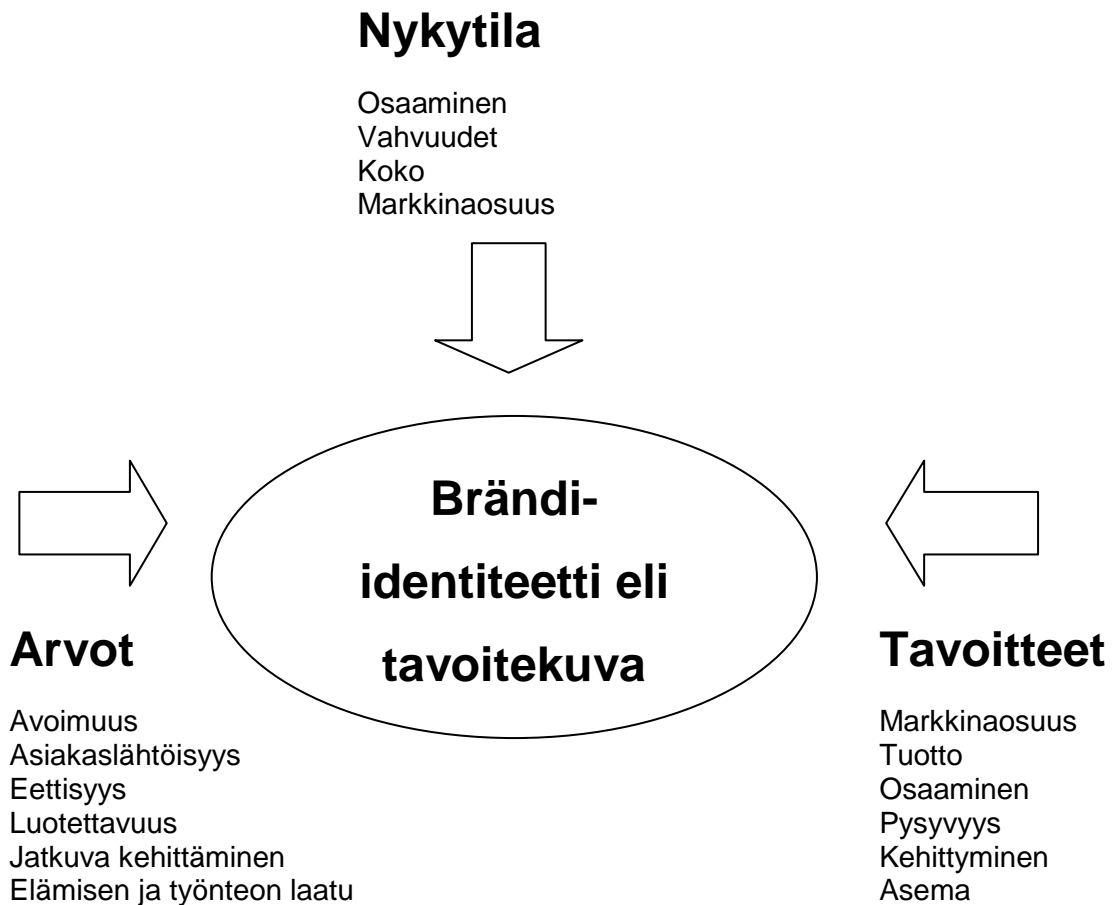 Nykytila
Osaaminen
Vahvuudet
Koko
Markkinaosuus
Brändi-
identiteetti eli
tavoitekuva
Arvot
Avoimuus
Asiakaslähtöisyys
Eettisyys
Luotettavuus
Jatkuva kehittäminen
Elämisen ja työnteon laatu
Tavoitteet
Markkinaosuus
Tuotto
Osaaminen
Pysyvyys
Kehittyminen
Asema